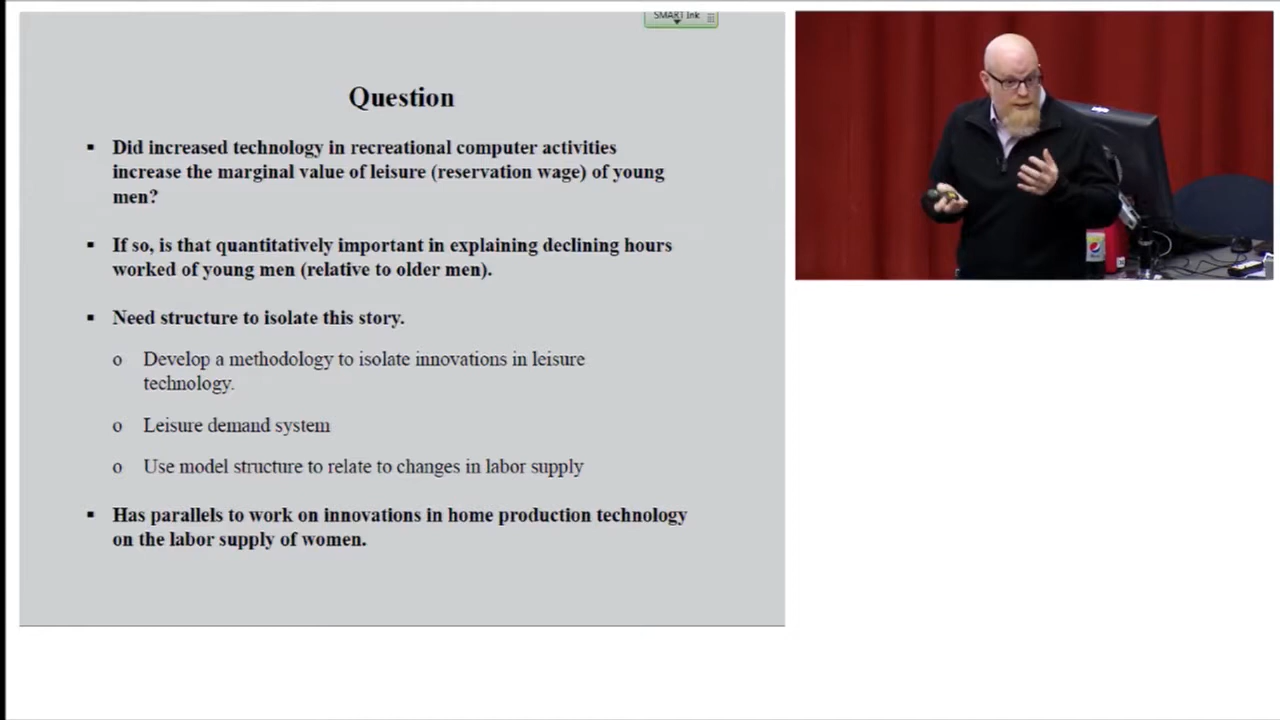 SMART Ink
Question
▪ Did increased technology in recreational computer activities
increase the marginal value of leisure (reservation wage) of young
men?
▪ If so, is that quantitatively important in explaining declining hours
worked of young men (relative to older men).
▪ Need structure to isolate this story.
o Develop a methodology to isolate innovations in leisure
technology.
o Leisure demand system
o Use model structure to relate to changes in labor supply
▪ Has parallels to work on innovations in home production technology
on the labor supply of women.